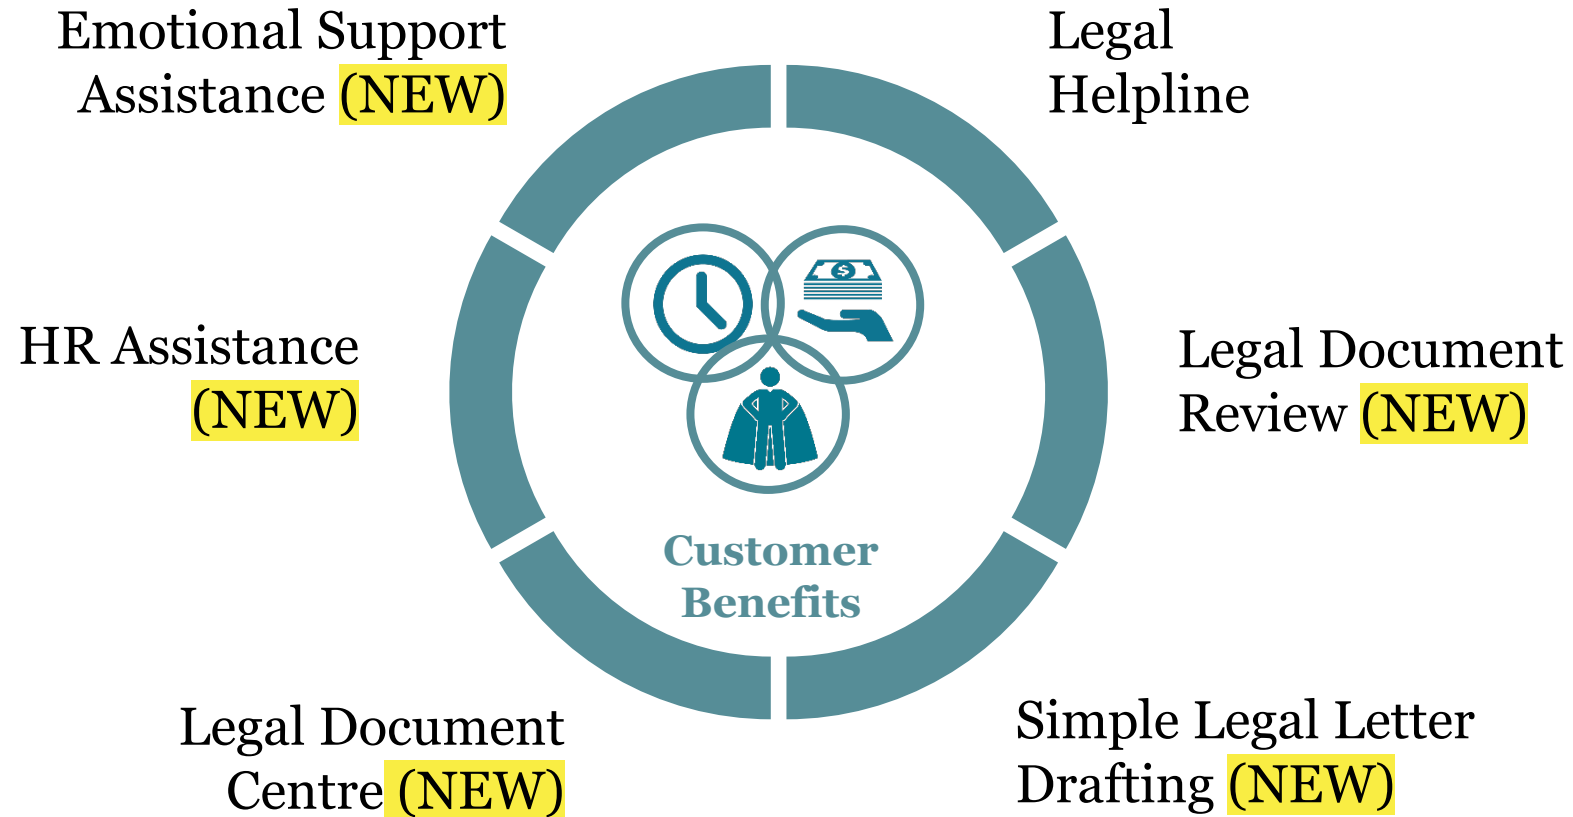 Emotional Support
Assistance (NEW)
Legal
Helpline
HR Assistance
(NEW)
Legal Document
Review (NEW)
Customer
Benefits
Legal Document
Centre (NEW)
Simple Legal Letter
Drafting (NEW)